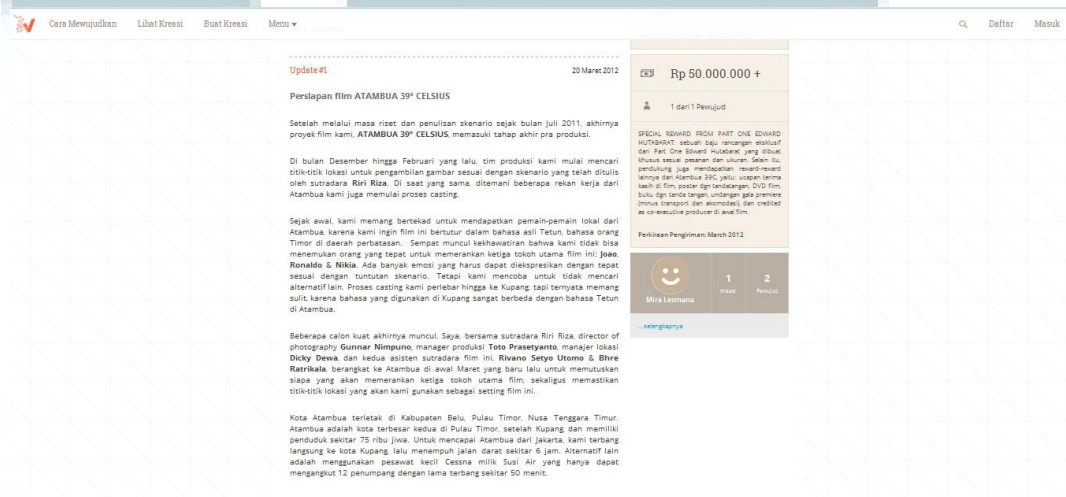 Cara Mewujudkan Lihat Kreasi Buat Kreasi Menu Daftar Masuk
Update #1 20 Maret 2012
Persiapan film ATAMBUA 39° CELSIUS
Setelah melalui masa riset dan penulisan skenario sejak bulan Juli 2011, akhirnya
proyek film kami, ATAMBUA 39° CELSIUS, memasuki tahap akhir pra produksi.
Di bulan Desember hingga Februari yang lalu, tim produksi kami mulai mencari
titik-titik lokasi untuk pengambilan gambar sesuai dengan skenario yang telah ditulis
oleh sutradara Riri Riza. Di saat yang sama, ditemani beberapa rekan kerja dari
Atambua kami juga memulai proses casting.
Sejak awal, kami memang bertekad untuk mendapatkan pemain-pemain lokal dari
Atambua, karena kami ingin film ini bertutur dalam bahasa asli Tetun, bahasa orang
Timor di daerah perbatasan. Sempat muncul kekhawatiran bahwa kami tidak bisa
menemukan orang yang tepat untuk memerankan ketiga tokoh utama film ini: Joao,
Ronaldo & Nikia. Ada banyak emosi yang harus dapat diekspresikan dengan tepat
sesuai dengan tuntutan skenario. Tetapi kami mencoba untuk tidak mencari
alternatif lain. Proses casting kami perlebar hingga ke Kupang, tapi ternyata memang
sulit, karena bahasa yang digunakan di Kupang sangat berbeda dengan bahasa Tetun
di Atambua.
Beberapa calon kuat akhirnya muncul. Saya, bersama sutradara Riri Riza, director of
photography Gunnar Nimpuno, manager produksi Toto Prasetyanto, manajer lokasi
Dicky Dewa, dan kedua asisten sutradara film ini, Rivano Setyo Utomo & Bhre
Ratrikala, berangkat ke Atambua di awal Maret yang baru lalu untuk memutuskan
siapa yang akan memerankan ketiga tokoh utama film, sekaligus memastikan
titik-titik lokasi yang akan kami gunakan sebagai setting film ini.
Kota Atambua terletak di Kabupaten Belu, Pulau Timor, Nusa Tenggara Timur.
Atambua adalah kota terbesar kedua di Pulau Timor, setelah Kupang, dan memiliki
penduduk sekitar 75 ribu jiwa. Untuk mencapai Atambua dari Jakarta, kami terbang
langsung ke kota Kupang, lalu menempuh jalan darat sekitar 6 jam. Alternatif lain
adalah menggunakan pesawat kecil Cessna milik Susi Air yang hanya dapat
mengangkut 12 penumpang dengan lama terbang sekitar 50 menit.
Rp 50.000.000 +
1 dari 1 Pewujud
SPECIAL REWARD FROM PART ONE EDWARD
HUTABARAT: sebuah baju rancangan eksklusif
dari Part One Edward Hutabarat yang dibuat
khusus sesuai pesanan dan ukuran. Selain itu,
pendukung juga mendapatkan reward-reward
lainnya dari Atambua 39C, yaitu: ucapan terima
kasih di film, poster dgn tandatangan, DVD film,
buku dgn tanda tangan, undangan gala premiere
(minus transport dan akomodasi), dan credited
as co-executive producer di awal film.
Perkiraan Pengiriman: March 2012
Mira Lesmana
1 2
Kreasi Pewujud
...selengkapnya